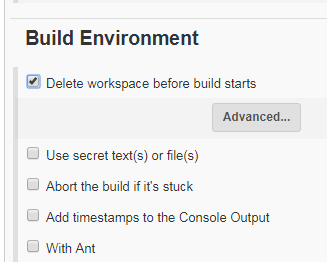 Build Environment
Delete workspace before build starts
Advanced...
Use secret text(s) or file(s)
Abort the build if it's stuck
Add timestamps to the Console Output
With Ant